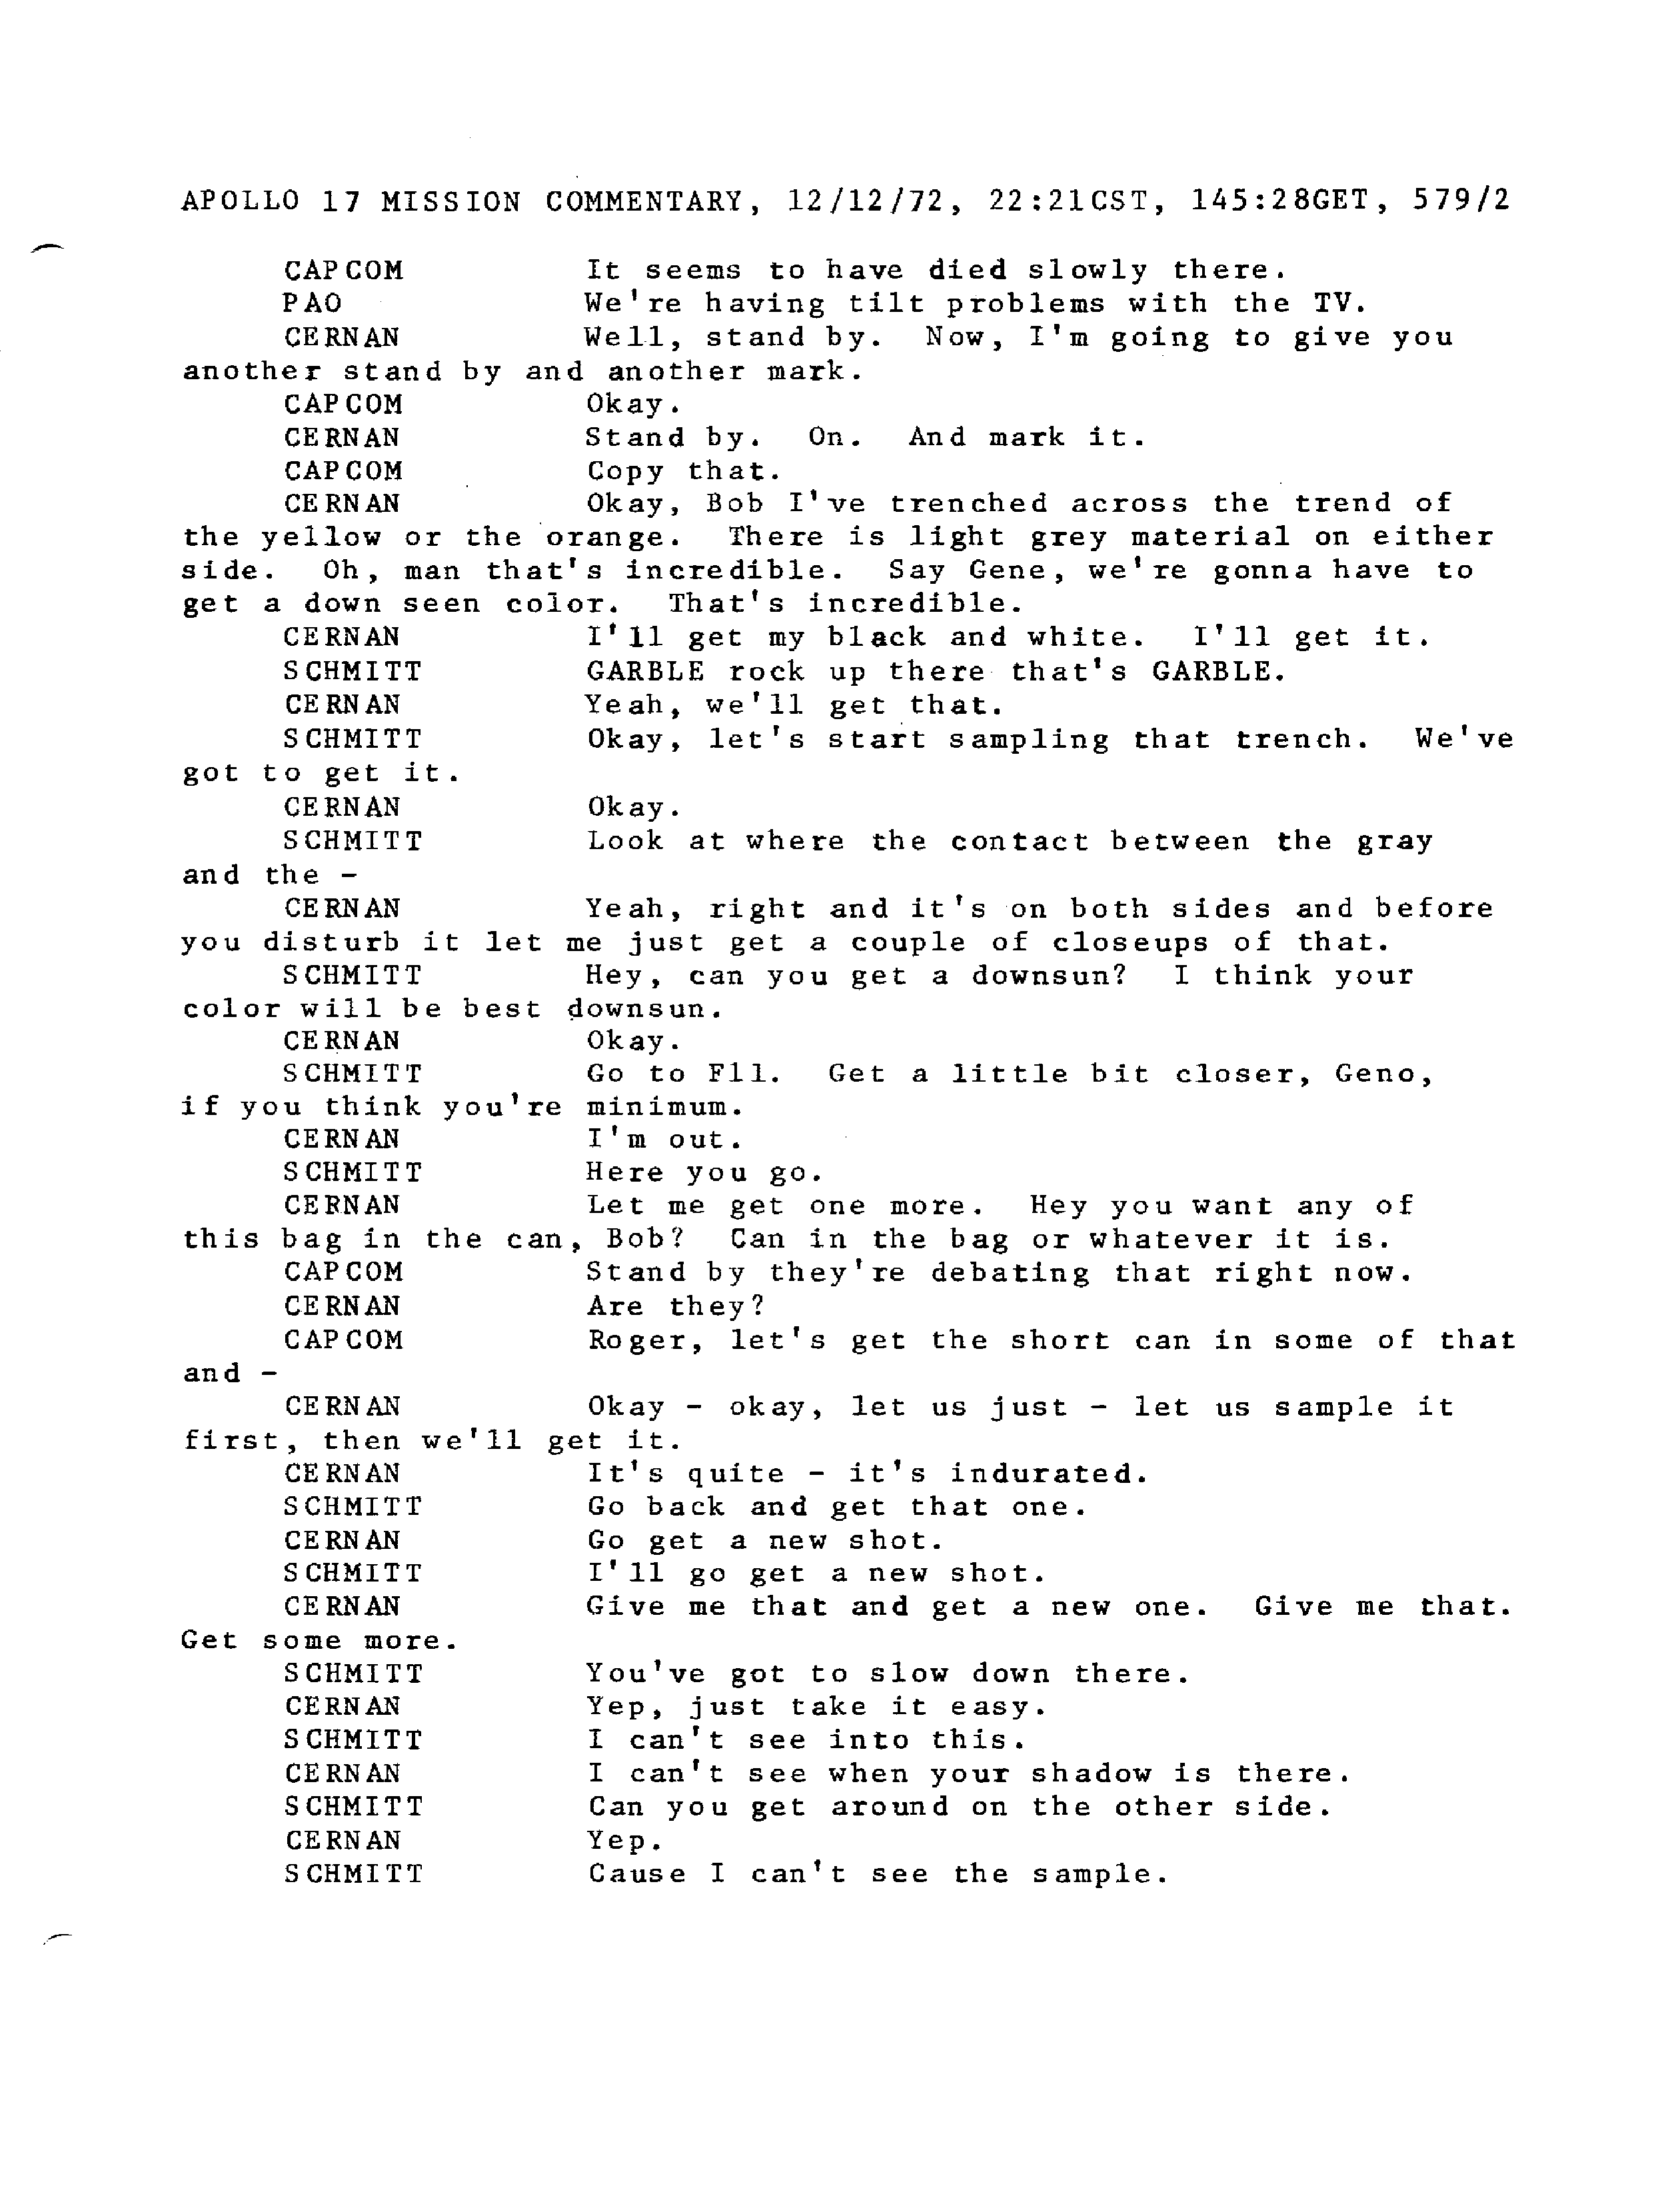 APOLLO 17 MISSION COMMENTARY, 12/12/72, 22:21CST, 145:28GET, 579/2
CAPCOM It seems to have died slowly there.
PAO We're having tilt problems with the TV.
CERNAN Well, stand by. Now, I'm going to give you
another stand by and another mark.
CAPCOM Okay.
CERNAN Stand by. On. And mark it.
CAPCOM Copy that.
CERNAN Okay, Bob I've trenched across the trend of
the yellow or the orange. There is light grey material on either
side. Oh, man that's incredible. Say Gene, we're gonna have to
get a down seen color. That's incredible.
CERNAN I'll get my black and white. I'll get it.
SCHMITT GARBLE rock up there that's GARBLE.
CERNAN Yeah, we'll get that.
SCHMITT Okay, let's start sampling that trench. We've
got to get it.
CERNAN Okay.
SCHMITT Look at where the contact between the gray
and the -
CERNAN Yeah, right and it's on both sides and before
you disturb it let me just get a couple of closeups of that.
SCHMITT Hey, can you get a downsun? I think your
color will be best downsun.
CERNAN Okay.
SCHMITT Go to F11. Get a little bit closer, Geno,
if you think you're minimum.
CERNAN I'm out.
SCHMITT Here you go.
CERNAN Let me get one more. Hey you want any of
this bag in the can, Bob? Can in the bag or whatever it is.
CAPCOM Stand by they're debating that right now.
CERNAN Are they?
CAPCOM Roger, let's get the short can in some of that
and -
CERNAN Okay - okay, let us just - let us sample it
first, then we'll get it.
CERNAN It's quite - it's indurated.
SCHMITT Go back and get that one.
CERNAN Go get a new shot.
SCHMITT I'll go get a new shot.
CERNAN Give me that and get a new one. Give me that.
Get some more.
SCHMITT You've got to slow down there.
CERNAN Yep, just take it easy.
SCHMITT I can't see into this.
CERNAN I can't see when your shadow is there.
SCHMITT Can you get around on the other side.
CERNAN Yep.
SCHMITT Cause I can't see the sample.